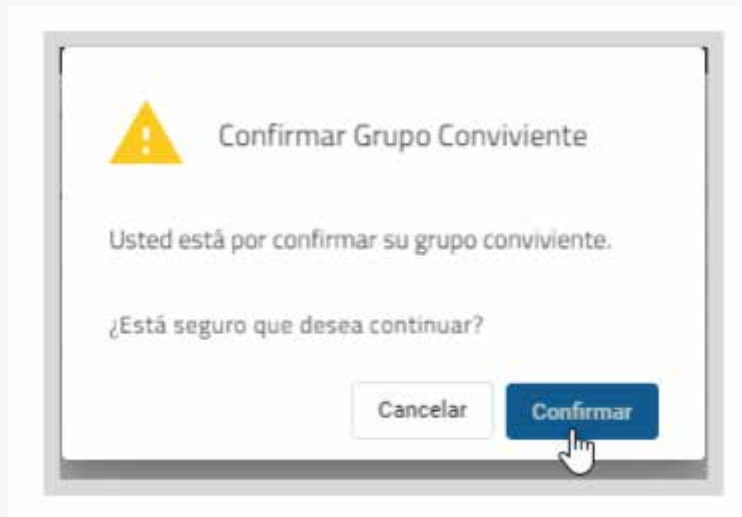 Confirmar Grupo Conviviente
Usted está por confirmar su grupo conviviente.
¿Está seguro que desea continuar?
Cancelar
Confirmar